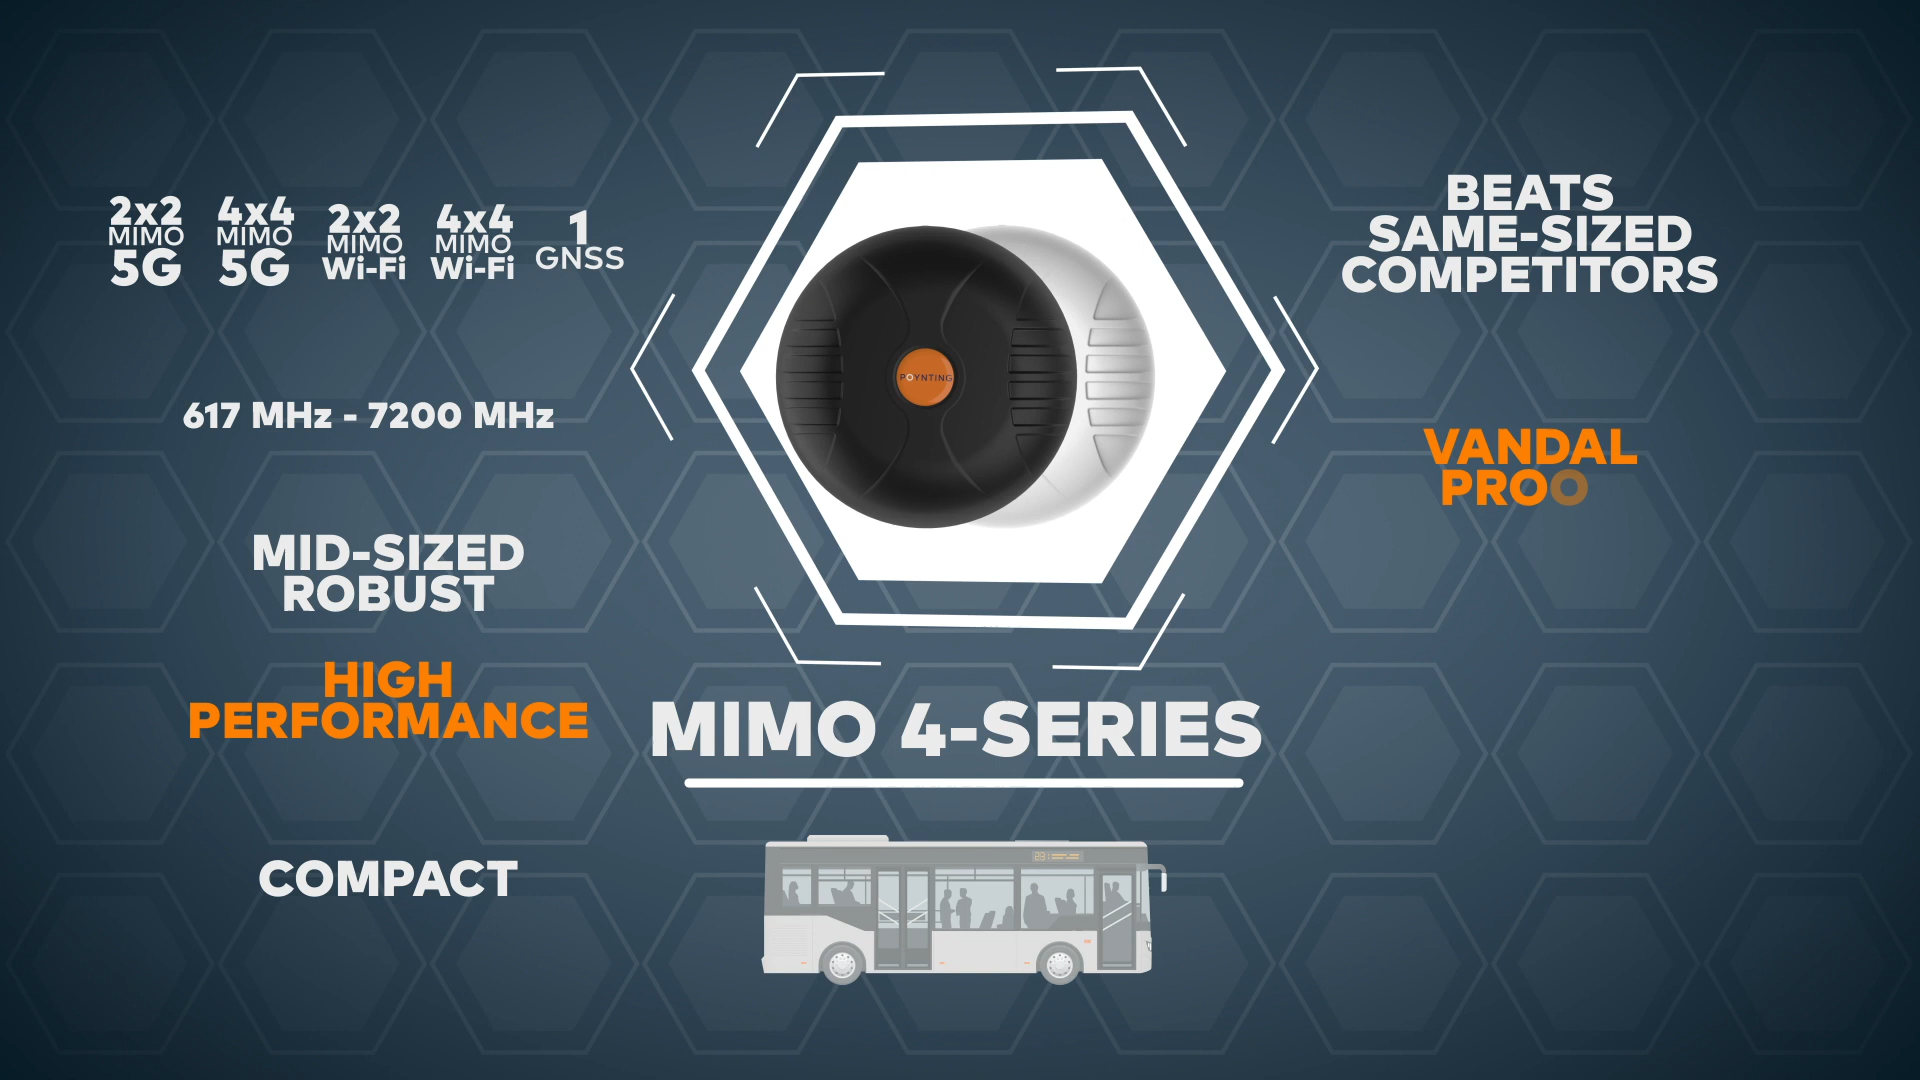 2x2
MIMO
5G
4x4
MIMO
5G
2x2
MIMO
Wi-Fi
4x4
MIMO
Wi-Fi
1
GNSS
617 MHz - 7200 MHz
MID-SIZED
ROBUST
HIGH
PERFORMANCE
COMPACT
POYNTING
MIMO 4-SERIES
BEATS
SAME-SIZED
COMPETITORS
VANDAL
PROO